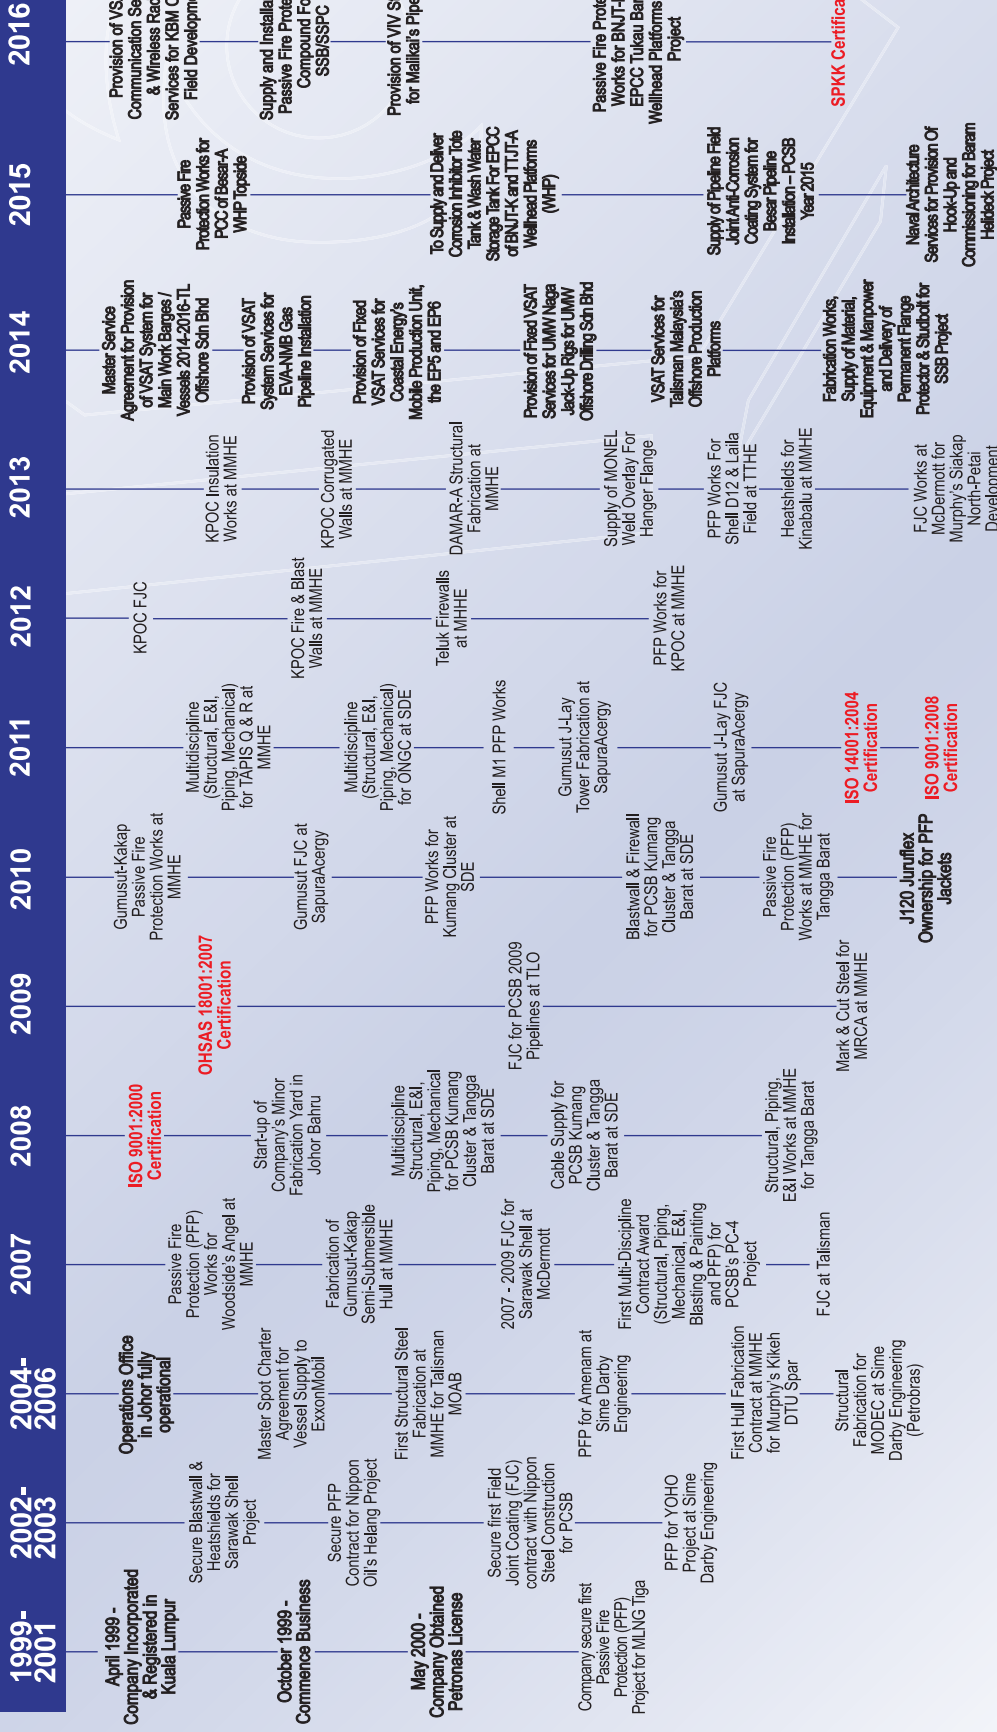 1999-
2001
April 1999 -
Company Incorporated
& Registered in
Kuala Lumpur
October 1999 -
Commence Business
May 2000 -
Company Obtained
Petronas License
Company secure first
Passive Fire
Protection (PFP)
Project for MLNG Tiga
2002-
2003
Secure Blastwall &
Heatshields for
Sarawak Shell
Project
Secure PFP
Contract for Nippon
Oil's Helang Project
Secure first Field
Joint Coating (FJC)
contract with Nippon
Steel Construction
for PCSB
PFP for YOHO
Project at Sime
Darby Engineering
2004-
2006
Operations Office
in Johor fully
operational
Master Spot Charter
Agreement for
Vessel Supply to
ExxonMobil
First Structural Steel
Fabrication at
MMHE for Talisman
MOAB
PFP for Amenam at
Sime Darby
Engineering
First Hull Fabrication
Contract at MMHE
for Murphy's Kikeh
DTU Spar
Structural
Fabrication for
MODEC at Sime
Darby Engineering
(Petrobras)
2007
Passive Fire
Protection (PFP)
Works for
Woodside's Angel at
MMHE
Fabrication of
Gumusut-Kakap
Semi-Submersible
Hull at MMHE
2007 - 2009 FJC for
Sarawak Shell at
McDermott
First Multi-Discipline
Contract Award
(Structural, Piping,
Mechanical, E&I,
Blasting & Painting
and PFP) for
PCSB's PC-4
Project
FJC at Talisman
2008
ISO 9001:2000
Certification
Start-up of
Company's Minor
Fabrication Yard in
Johor Bahru
Multidiscipline
Structural, E&I,
Piping, Mechanical
for PCSB Kumang
Cluster & Tangga
Barat at SDE
Cable Supply for
PCSB Kumang
Cluster & Tangga
Barat at SDE
Structural, Piping,
E&I Works at MMHE
for Tangga Barat
2009
OHSAS 18001:2007
Certification
FJC for PCSB 2009
Pipelines at TLO
Mark & Cut Steel for
MRCA at MMHE
2010
Gumusut-Kakap
Passive Fire
Protection Works at
MMHE
Gumusut FJC at
SapuraAcergy
PFP Works for
Kumang Cluster at
SDE
Blastwall & Firewall
for PCSB Kumang
Cluster & Tangga
Barat at SDE
Passive Fire
Protection (PFP)
Works at MMHE for
Tangga Barat
J120 Juruflex
Ownership for PFP
Jackets
2011
Multidiscipline
(Structural, E&I,
Piping, Mechanical)
for TAPIS Q & R at
MMHE
Multidiscipline
(Structural, E&I,
Piping, Mechanical)
for ONGC at SDE
Shell M1 PFP Works
Gumusut J-Lay
Tower Fabrication at
SapuraAcergy
Gumusut J-Lay FJC
at SapuraAcergy
ISO 14001:2004
Certification
ISO 9001:2008
Certification
2012
KPOC FJC
KPOC Fire & Blast
Walls at MMHE
Teluk Firewalls
at MHHE
PFP Works for
KPOC at MMHE
2013
KPOC Insulation
Works at MMHE
KPOC Corrugated
Walls at MMHE
DAMAR-A Structural
Fabrication at
MMHE
Supply of MONEL
Weld Overlay For
Hanger Flange
PFP Works For
Shell D12 & Laila
Field at TTHE
Heatshields for
Kinabalu at MMHE
FJC Works at
McDermott for
Murphy's Siakap
North-Petai
Development
2014
Master Service
Agreement for Provision
of VSAT System for
Main Work Barges /
Vessels 2014-2016-TL
Offshore Sdn Bhd
Provision of VSAT
System Services for
EVA-NMB Gas
Pipeline Installation
Provision of Fixed
VSAT Services for
Coastal Energy's
Mobile Production Unit,
the EP5 and EP6
Provision of Fixed VSAT
Services for UMW Naga
Jack-Up Rigs for UMW
Offshore Drilling Sdn Bhd
VSAT Services for
Talisman Malaysia's
Offshore Production
Platforms
Fabrication Works,
Supply of Material,
Equipment & Manpower
and Delivery of
Permanent Flange
Protector & Studbolt for
SSB Project
2015
Passive Fire
Protection Works for
PCC of Besar-A
WHP Topside
To Supply and Deliver
Corrosion Inhibitor Tote
Tank & Wash Water
Storage Tank For EPCC
of BNJT-K and TTJT-A
Wellhead Platforms
(WHP)
Supply of Pipeline Field
Joint Anti-Corrosion
Coating System for
Besar Pipeline
Installation – PCSB
Year 2015
Naval Architecture
Services for Provision Of
Hook-Up and
Commissioning for Baram
Helideck Project
2016
Provision of VS
Communication Se
& Wireless Rad
Services for KBM C
Field Developm
Supply and Installa
Passive Fire Prote
Compound Fo
SSB/SSPC
Provision of VIV S
for Malikai's Pipe
Passive Fire Prote
Works for BNJT-
EPCC Tukau Bar
Wellhead Platforms
Project
SPKK Certifica